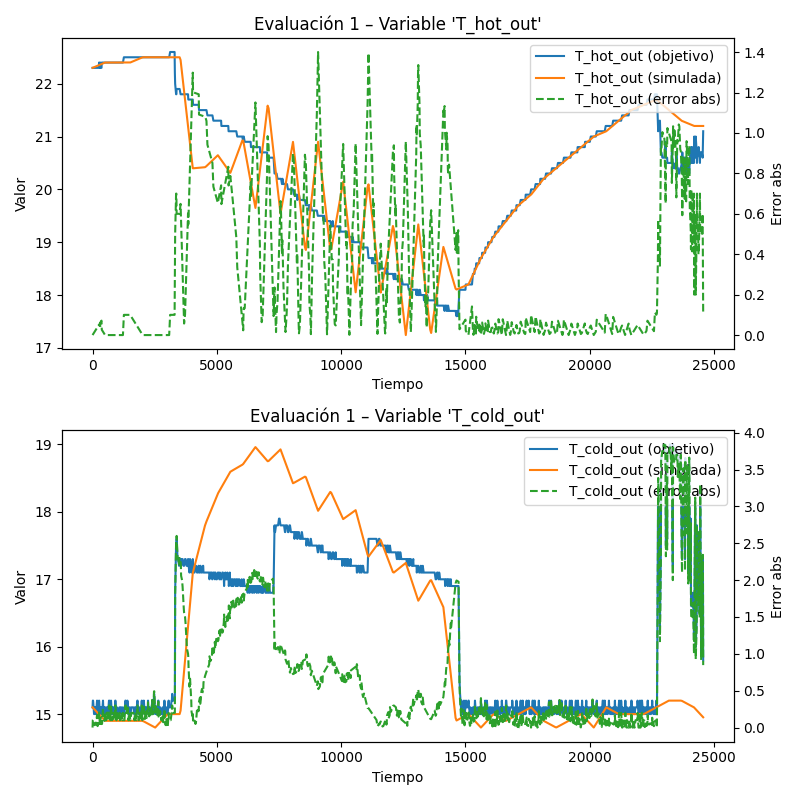 Evaluación 1 – Variable 'T_hot_out'
T_hot_out (objetivo)
T_hot_out (simulada)
T_hot_out (error abs)
22
21
20
19
18
17
Valor
1.4
1.2
1.0
0.8
0.6
0.4
0.2
0.0
Error abs
0
5000
10000
15000
20000
25000
Tiempo
Evaluación 1 – Variable 'T_cold_out'
T_cold_out (objetivo)
T_cold_out (simulada)
T_cold_out (error abs)
19
18
17
16
15
Valor
4.0
3.5
3.0
2.5
2.0
1.5
1.0
0.5
0.0
Error abs
0
5000
10000
15000
20000
25000
Tiempo